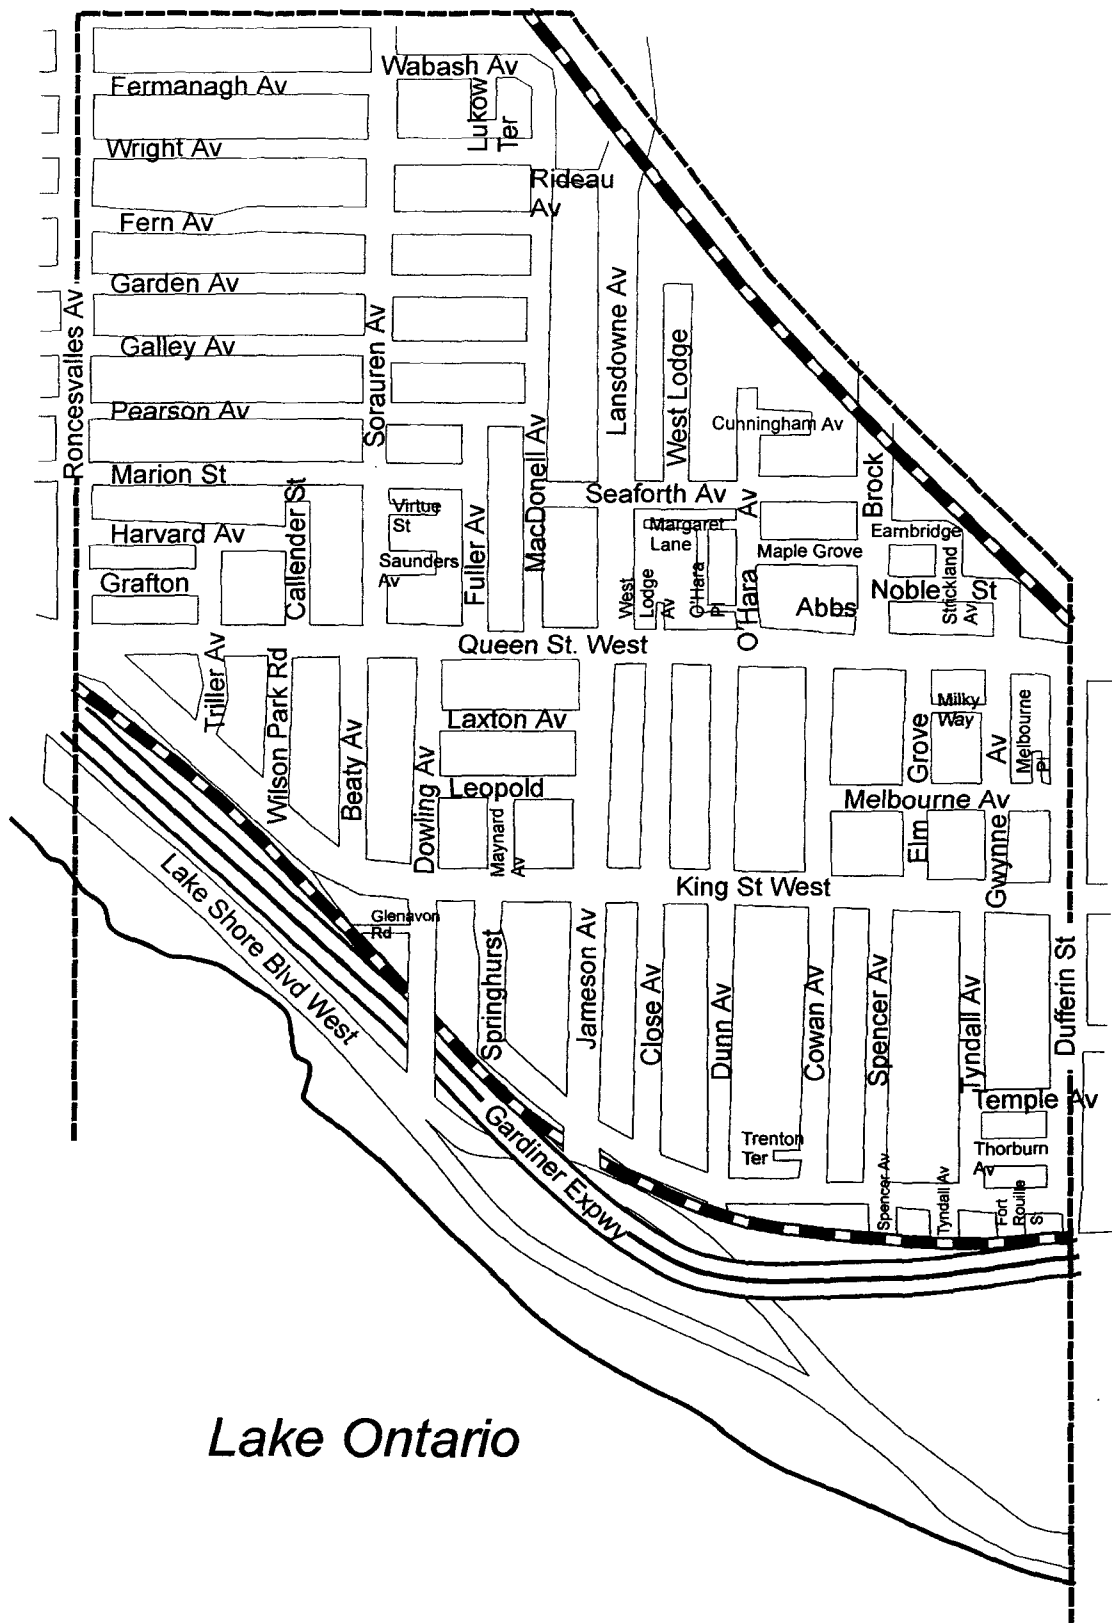 Wabash Av
Fermanagh Av
Lukow
Ter
Wright Av
Rideau
Av
Fern Av
Garden Av
Roncesvalles Av
Sorauren Av
Lansdowne Av
West Lodge
Galley Av
Pearson Av
Cunningham Av
MacDonell Av
Marion St
Callender St
Seaforth Av
O'Hara Av
Brock
Virtue
St
Fuller Av
Margaret
Lane
Harvard Av
Earnbridge
Saunders
Av
Maple Grove
Grafton
West
Lodge
Av
O'Hara
Pl
Abbs
Noble St
Strickland
Av
Queen St. West
Triller Av
Wilson Park Rd
Beaty Av
Dowling Av
Laxton Av
Leopold
Maynard
Av
Milky
Way
Melbourne
Pl
Elm Grove
Gwynne Av
Melbourne Av
King St West
Glenavon
Rd
Lake Shore Blvd West
Springhurst
Jameson Av
Close Av
Dunn Av
Cowan Av
Spencer Av
Tyndall Av
Dufferin St
Temple Av
Gardiner Expwy
Trenton
Ter
Thorburn
Av
Spencer Av
Tyndall Av
Fort
Rouille
St
Lake Ontario